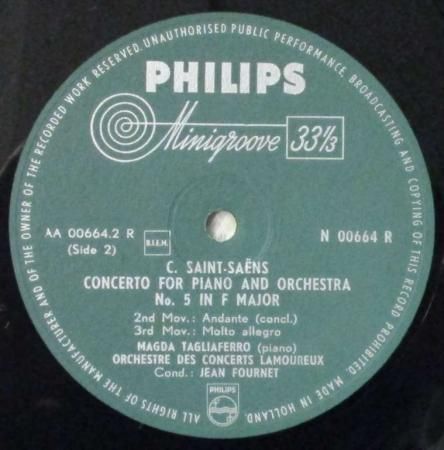 ALL RIGHTS OF THE MANUFACTURER AND OF THE OWNER OF THE RECORDED WORK RESERVED. UNAUTHORISED PUBLIC PERFORMANCE, BROADCASTING AND COPYING OF THIS RECORD PROHIBITED. MADE IN HOLLAND.
PHILIPS
Minigroove 33⅓
AA 00664.2 R
(Side 2)
B.I.E.M.
N 00664 R
C. SAINT-SAËNS
CONCERTO FOR PIANO AND ORCHESTRA
No. 5 IN F MAJOR
2nd Mov.: Andante (concl.)
3rd Mov.: Molto allegro
MAGDA TAGLIAFERRO (piano)
ORCHESTRE DES CONCERTS LAMOUREUX
Cond.: JEAN FOURNET
PHILIPS